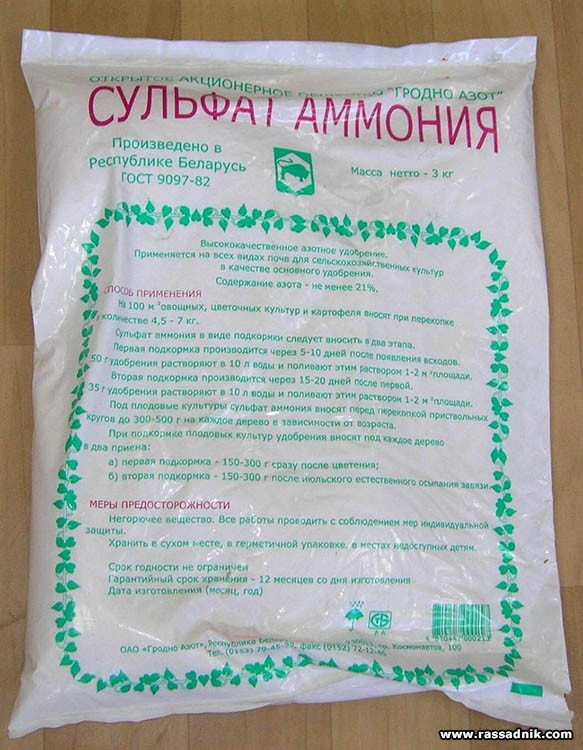 ОТКРЫТОЕ АКЦИОНЕРНОЕ "ГРОДНО АЗОТ"
СУЛЬФАТ АММОНИЯ
Произведено в
Республике Беларусь
ГОСТ 9097-82
Масса нетто - 3 кг
Высококачественное азотное удобрение.
Применяется на всех видах почв для сельскохозяйственных культур
в качестве основного удобрения.
Содержание азота - не менее 21%.
СПОСОБ ПРИМЕНЕНИЯ
На 100 м² овощных, цветочных культур и картофеля вносят при перекопке
количестве 4,5 - 7 кг.
Сульфат аммония в виде подкормки следует вносить в два этапа.
Первая подкормка производится через 5-10 дней после появления всходов.
50 г удобрения растворяют в 10 л воды и поливают этим раствором 1-2 м² площади.
Вторая подкормка производится через 15-20 дней после первой.
35 г удобрения растворяют в 10 л воды и поливают этим раствором 1-2 м² площади.
Под плодовые культуры сульфат аммония вносят перед перекопкой приствольных
кругов до 300-500 г на каждое дерево в зависимости от возраста.
При подкормке плодовых культур удобрения вносят под каждое дерево
в два приема:
а) первая подкормка - 150-300 г сразу после цветения;
б) вторая подкормка - 150-300 г после июльского естественного осыпания завязи.
МЕРЫ ПРЕДОСТОРОЖНОСТИ
Негорючее вещество. Все работы проводить с соблюдением мер индивидуальной
защиты.
Хранить в сухом месте, в герметичной упаковке, в местах недоступных детям.
Срок годности не ограничен
Гарантийный срок хранения - 12 месяцев со дня изготовления
Дата изготовления (месяц, год)
ОАО «Гродно Азот», Республика пр. Космонавтов, 100
Тел. (0152) факс (0152) 72-12-46
www.rassadnik.com